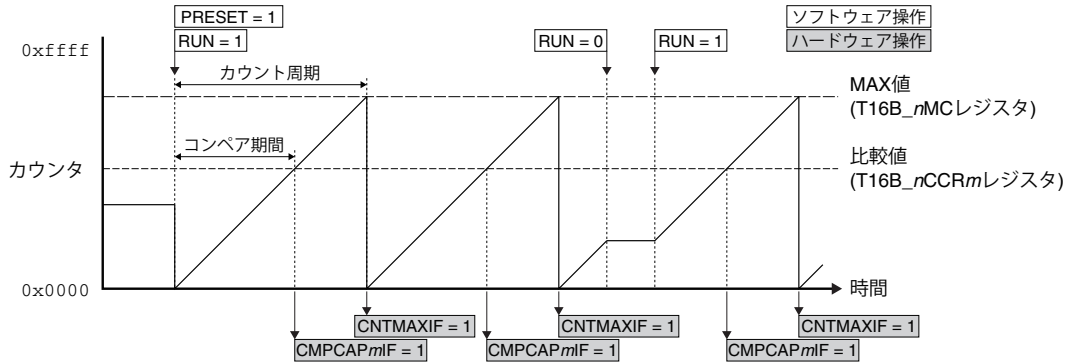 PRESET = 1
ソフトウェア操作
0xffff
RUN = 1
RUN = 0
RUN = 1
ハードウェア操作
カウント周期
MAX値
(T16B_nMCレジスタ)
コンペア期間
比較値
(T16B_nCCRmレジスタ)
カウンタ
0x0000
時間
CNTMAXIF = 1
CNTMAXIF = 1
CNTMAXIF = 1
CMPCAPmIF = 1
CMPCAPmIF = 1
CMPCAPmIF = 1